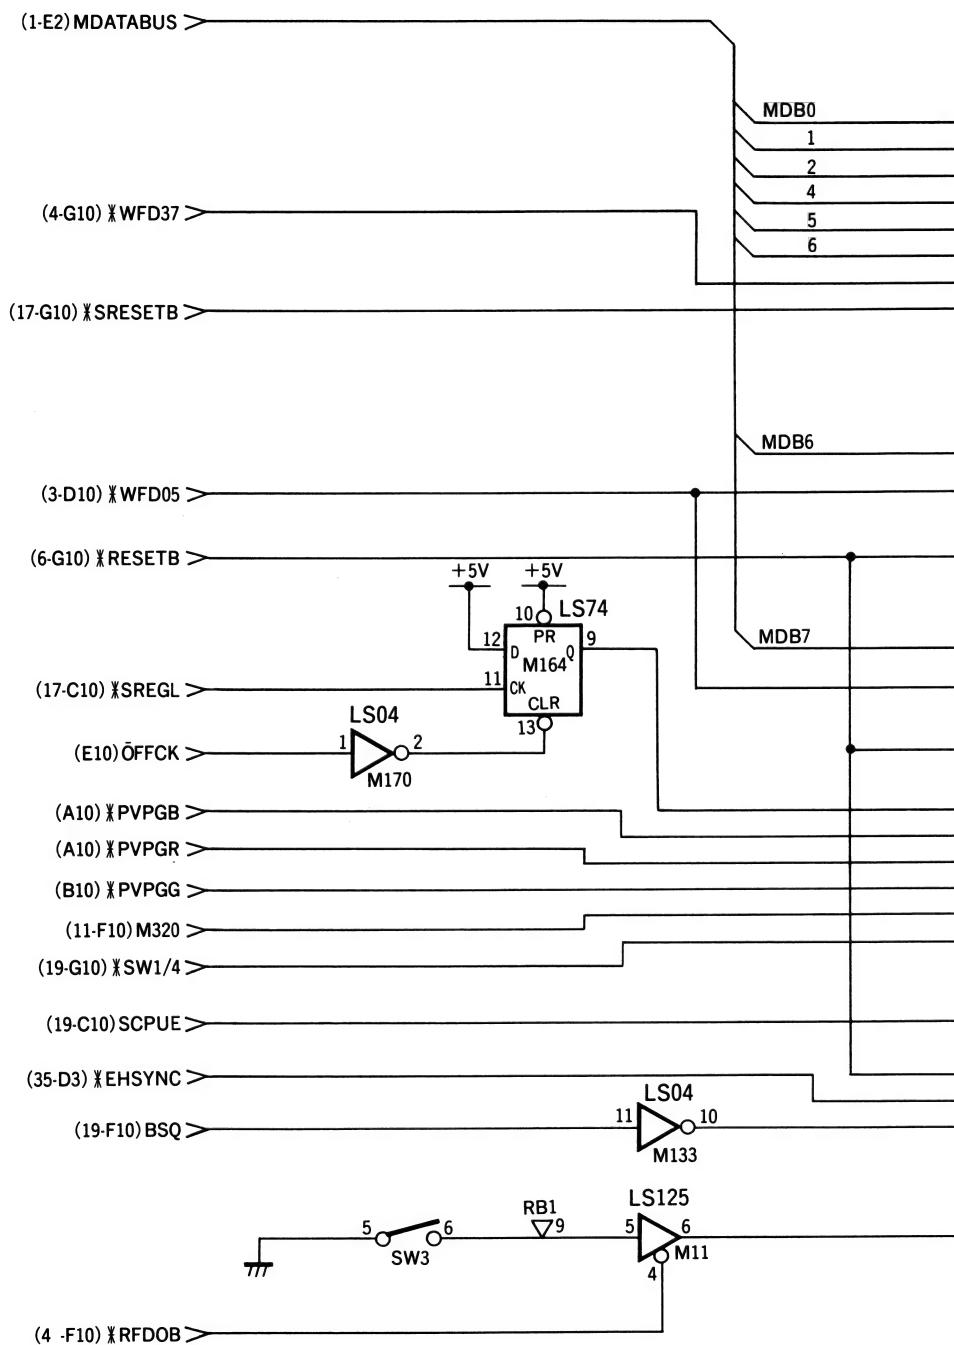 (1-E2) MDATABUS
MDB0
1
2
4
(4-G10) ※WFD37
5
6
(17-G10) ※SRESETB
MDB6
(3-D10) ※WFD05
(6-G10) ※RESETB
+5V +5V
10 LS74
12 PR 9
D Q
M164
MDB7
(17-C10) ※SREGL 11 CK
CLR
LS04 13
(E10) ŌFFCK 1 2
M170
(A10) ※PVPGB
(A10) ※PVPGR
(B10) ※PVPGG
(11-F10) M320
(19-G10) ※SW1/4
(19-C10) SCPUE
(35-D3) ※EHSYNC
LS04
(19-F10) BSQ 11 10
M133
LS125
RB1
5 6 9 5 6
SW3 M11
4
(4 -F10) ※RFDOB